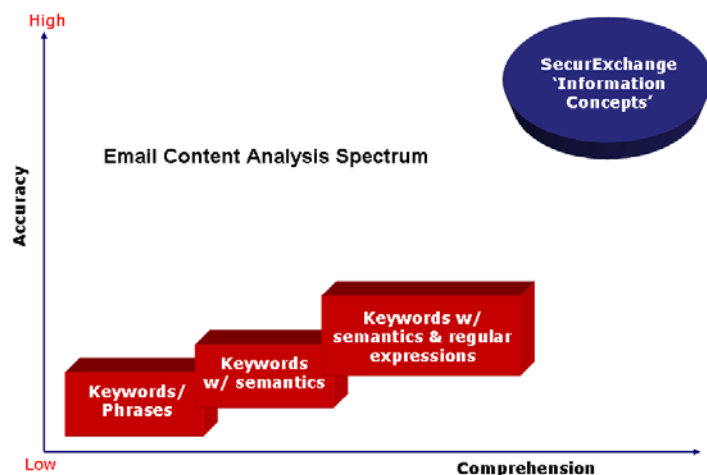 High
SecurExchange
‘Information
Concepts’
Email Content Analysis Spectrum
Accuracy
Keywords w/
semantics & regular
expressions
Keywords
w/ semantics
Keywords/
Phrases
Low
Comprehension